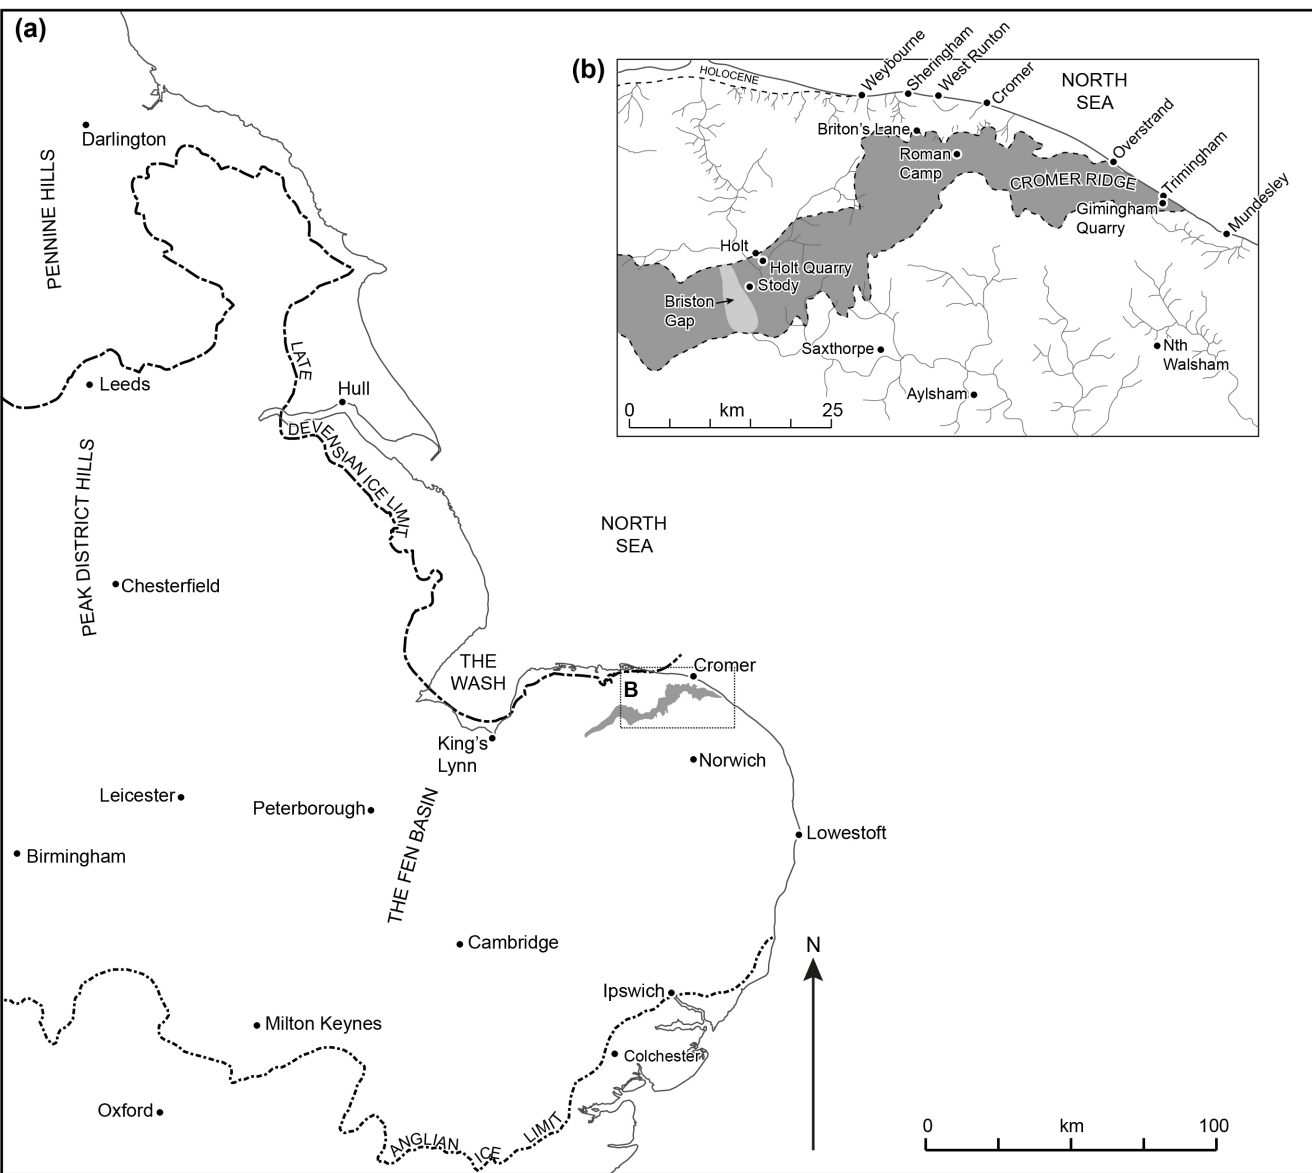 (a)
(b)
Weybourne
Sheringham
West Runton
Cromer
HOLOCENE
NORTH
SEA
Overstrand
Trimingham
Mundesley
Briton's Lane
Roman
Camp
CROMER RIDGE
Gimingham
Quarry
Holt
Holt Quarry
Stody
Briston
Gap
Saxthorpe
Nth
Walsham
Aylsham
0 km 25
Darlington
PENNINE HILLS
Leeds
LATE
DEVENSIAN ICE LIMIT
Hull
PEAK DISTRICT HILLS
Chesterfield
NORTH
SEA
THE
WASH
Cromer
B
King's
Lynn
Norwich
Leicester
Peterborough
THE FEN BASIN
Lowestoft
Birmingham
Cambridge
N
Ipswich
Milton Keynes
Colchester
Oxford
ANGLIAN ICE LIMIT
0 km 100